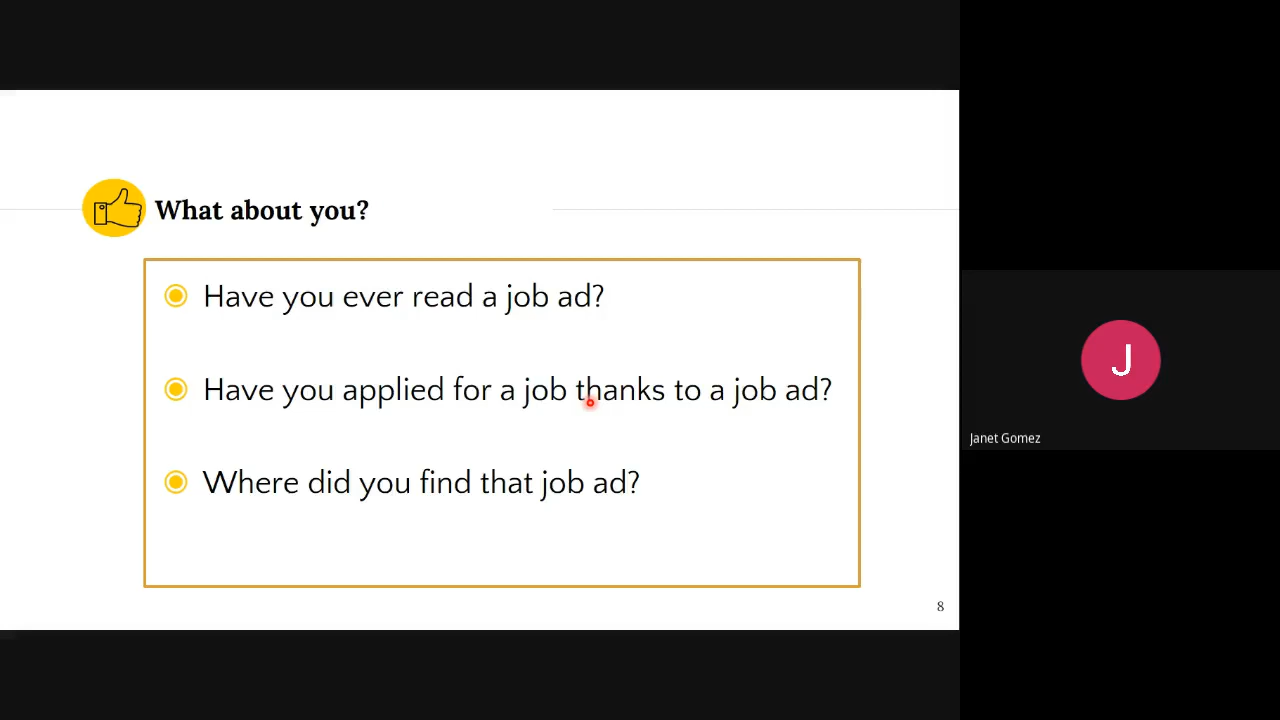 What about you?
Have you ever read a job ad?
Have you applied for a job thanks to a job ad?
Where did you find that job ad?
8
J
Janet Gomez